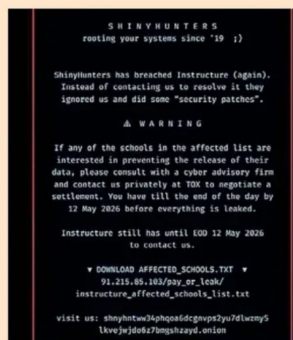 SHINYHUNTERS
rooting your systems since '19 ;)
ShinyHunters has breached Instructure (again).
Instead of contacting us to resolve it they
ignored us and did some “security patches”.
⚠ WARNING
If any of the schools in the affected list are
interested in preventing the release of their
data, please consult with a cyber advisory firm
and contact us privately at TOX to negotiate a
settlement. You have till the end of the day by
12 May 2026 before everything is leaked.
Instructure still has until EOD 12 May 2026
to contact us.
▼ DOWNLOAD AFFECTED_SCHOOLS.TXT ▼
91.215.85.103/pay_or_leak/
instructure_affected_schools_list.txt
visit us: